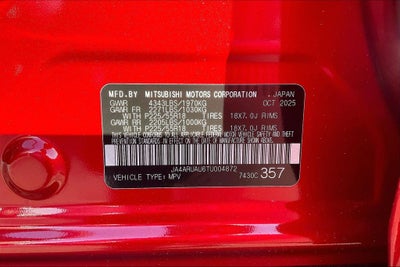 MFD.BY MITSUBISHI MOTORS CORPORATION , JAPAN
GVWR 4343LBS/1970KG OCT 2025
GAWR FR 2271LBS/1030KG
WITH P225/55R18 TIRES 18X7.0J RIMS
GAWR RR 2205LBS/1000KG
WITH P225/55R18 TIRES 18X7.0J RIMS
JA4ARUAU6TU004872
VEHICLE TYPE: MPV 7430C 357